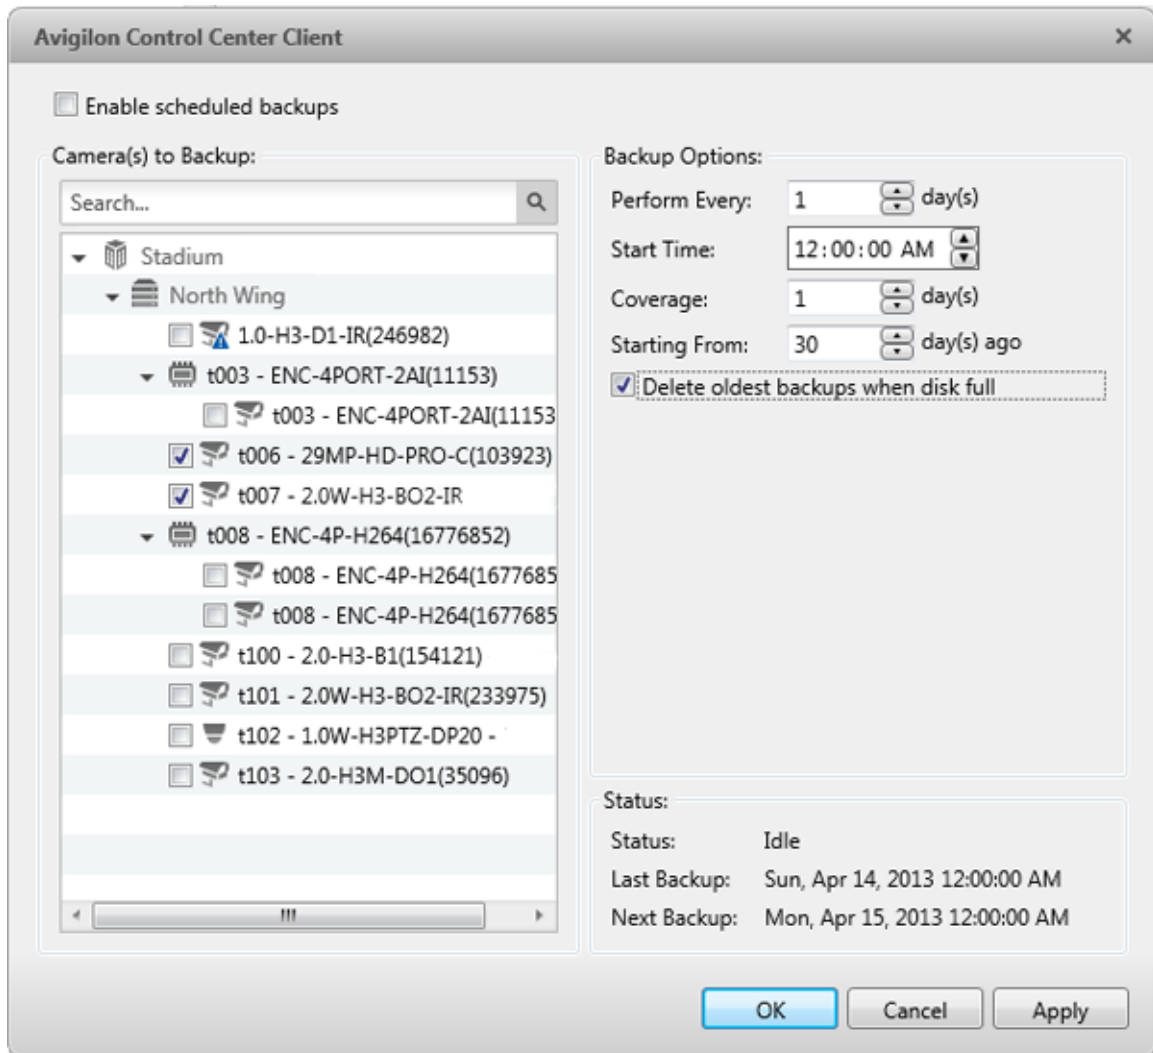 Avigilon Control Center Client
Enable scheduled backups
Camera(s) to Backup:
Search...
Stadium
North Wing
1.0-H3-D1-IR(246982)
t003 - ENC-4PORT-2AI(11153)
t003 - ENC-4PORT-2AI(11153
t006 - 29MP-HD-PRO-C(103923)
t007 - 2.0W-H3-BO2-IR
t008 - ENC-4P-H264(16776852)
t008 - ENC-4P-H264(1677685
t008 - ENC-4P-H264(1677685
t100 - 2.0-H3-B1(154121)
t101 - 2.0W-H3-BO2-IR(233975)
t102 - 1.0W-H3PTZ-DP20 -
t103 - 2.0-H3M-DO1(35096)
Backup Options:
Perform Every: 1 day(s)
Start Time: 12:00:00 AM
Coverage: 1 day(s)
Starting From: 30 day(s) ago
Delete oldest backups when disk full
Status:
Status: Idle
Last Backup: Sun, Apr 14, 2013 12:00:00 AM
Next Backup: Mon, Apr 15, 2013 12:00:00 AM
OK Cancel Apply